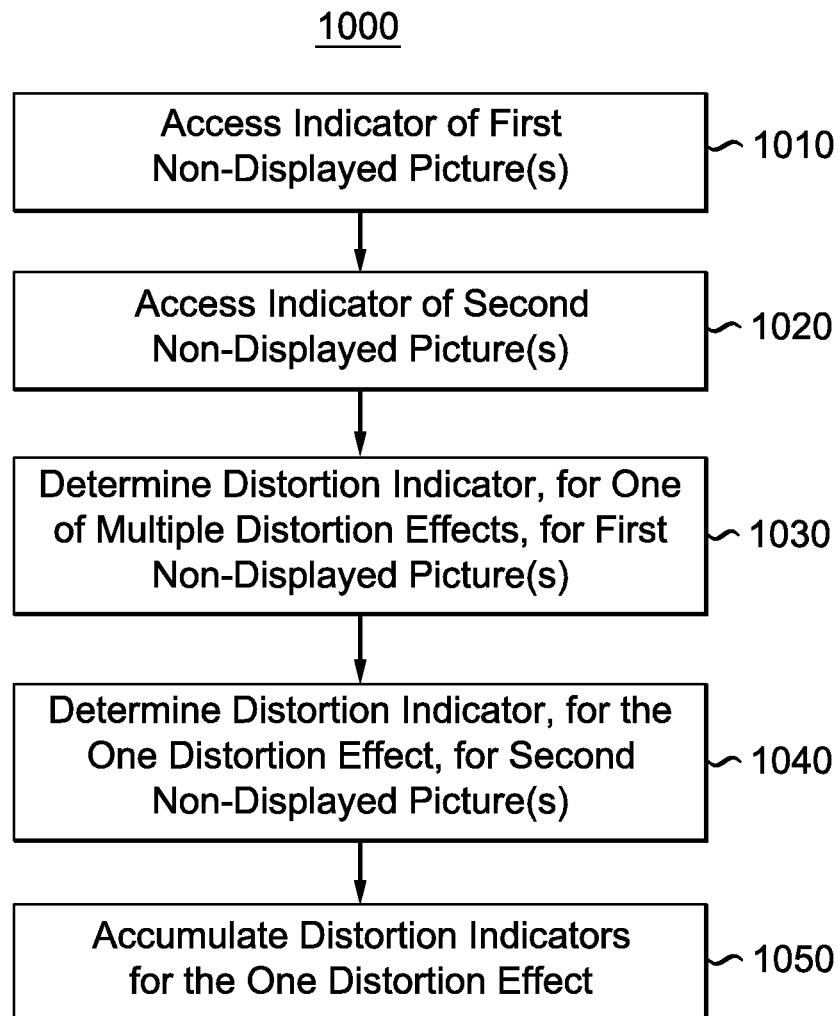 1000
Access Indicator of First
Non-Displayed Picture(s)
1010
Access Indicator of Second
Non-Displayed Picture(s)
1020
Determine Distortion Indicator, for One
of Multiple Distortion Effects, for First
Non-Displayed Picture(s)
1030
Determine Distortion Indicator, for the
One Distortion Effect, for Second
Non-Displayed Picture(s)
1040
Accumulate Distortion Indicators
for the One Distortion Effect
1050